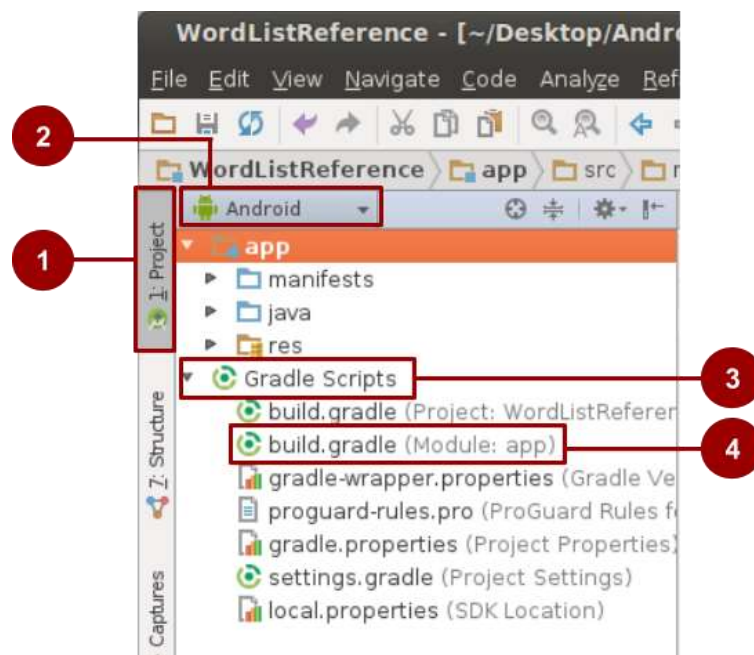 WordListReference - [~/Desktop/Andr
File Edit View Navigate Code Analyze Ref
2
WordListReference app src
Android
1
1: Project
app
manifests
java
res
Gradle Scripts
3
build.gradle (Project: WordListReferen
build.gradle (Module: app)
4
7: Structure
gradle-wrapper.properties (Gradle Ve
proguard-rules.pro (ProGuard Rules f
gradle.properties (Project Properties)
settings.gradle (Project Settings)
local.properties (SDK Location)
Captures